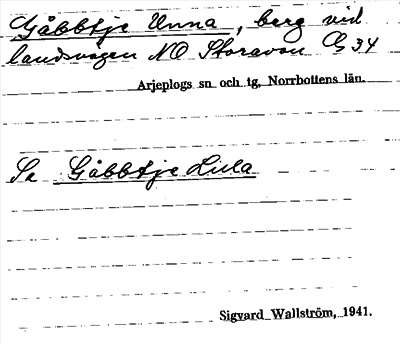 Gåbbtje Unna, berg vid
landsvägen NO Storavan Cg 34
Arjeplogs sn och tg, Norrbottens län.
Se Gåbbtje Lulla
Sigvard Wallström, 1941.